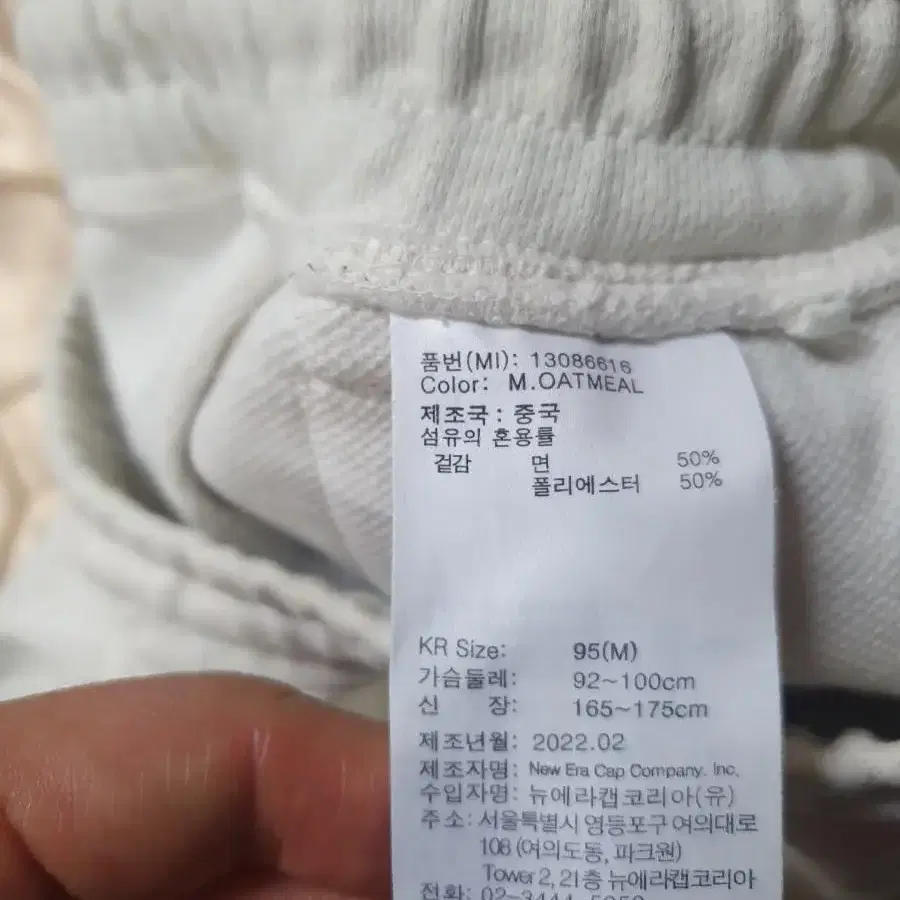 품번(MI): 13086616
Color: M.OATMEAL
제조국: 중국
섬유의 혼용률
겉감 면 50%
폴리에스터 50%
KR Size: 95(M)
가슴둘레: 92~100cm
신 장: 165~175cm
제조년월: 2022.02
제조자명: New Era Cap Company. Inc.
수입자명: 뉴에라캡코리아(유)
주소: 서울특별시 영등포구 여의대로
108 (여의도동, 파크원)
Tower 2, 21층 뉴에라캡코리아
전화: 02-3444-